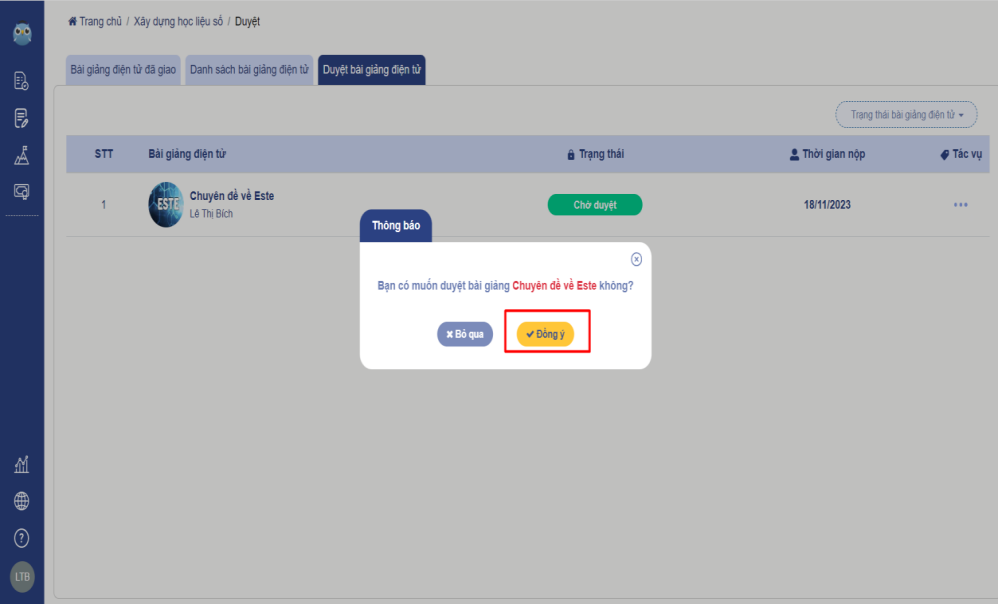 Trang chủ / Xây dựng học liệu số / Duyệt
Bài giảng điện tử đã giao
Danh sách bài giảng điện tử
Duyệt bài giảng điện tử
Trạng thái bài giảng điện tử
STT
Bài giảng điện tử
Trạng thái
Thời gian nộp
Tác vụ
1
ESTE
Chuyên đề về Este
Lê Thị Bích
Chờ duyệt
18/11/2023
Thông báo
Bạn có muốn duyệt bài giảng Chuyên đề về Este không?
Bỏ qua
Đồng ý
LTB